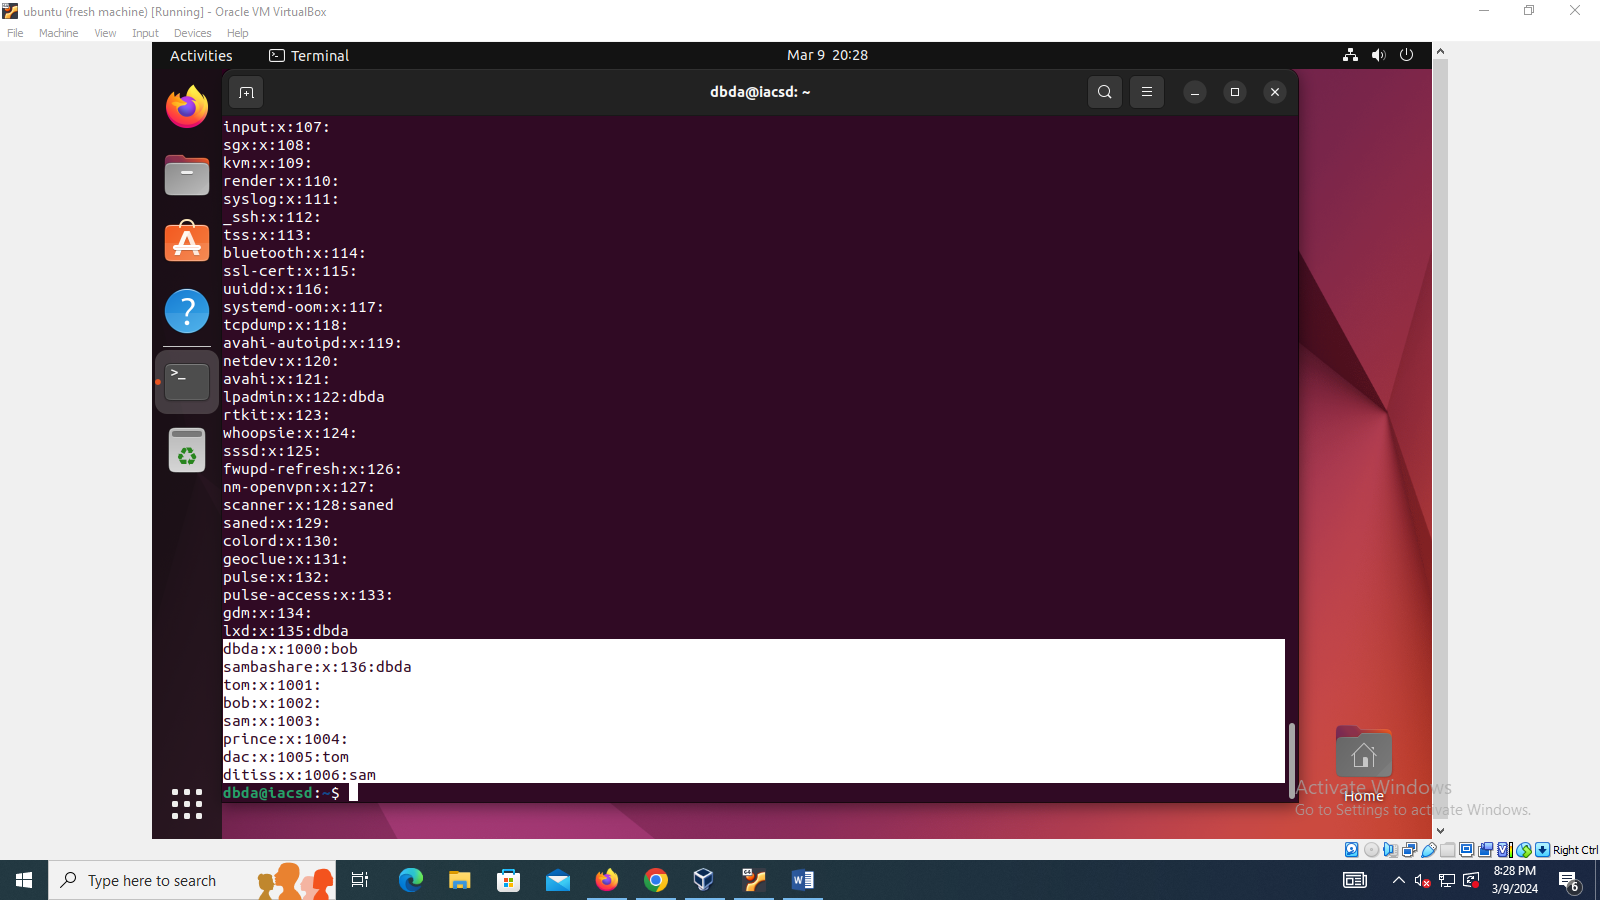 ubuntu (fresh machine) [Running] - Oracle VM VirtualBox
File Machine View Input Devices Help
Activities Terminal Mar 9 20:28
dbda@iacsd: ~
input:x:107:
sgx:x:108:
kvm:x:109:
render:x:110:
syslog:x:111:
_ssh:x:112:
tss:x:113:
bluetooth:x:114:
ssl-cert:x:115:
uuidd:x:116:
systemd-oom:x:117:
tcpdump:x:118:
avahi-autoipd:x:119:
netdev:x:120:
avahi:x:121:
lpadmin:x:122:dbda
rtkit:x:123:
whoopsie:x:124:
sssd:x:125:
fwupd-refresh:x:126:
nm-openvpn:x:127:
scanner:x:128:saned
saned:x:129:
colord:x:130:
geoclue:x:131:
pulse:x:132:
pulse-access:x:133:
gdm:x:134:
lxd:x:135:dbda
dbda:x:1000:bob
sambashare:x:136:dbda
tom:x:1001:
bob:x:1002:
sam:x:1003:
prince:x:1004:
dac:x:1005:tom
ditiss:x:1006:sam
dbda@iacsd:~$
Home
Activate Windows
Go to Settings to activate Windows.
Right Ctrl
Type here to search
8:28 PM
3/9/2024
6